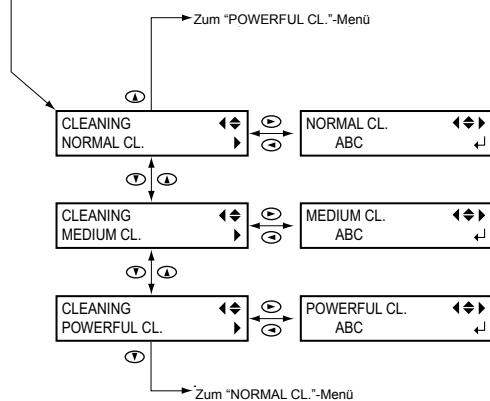 Zum “POWERFUL CL.”-Menü
CLEANING
NORMAL CL.
NORMAL CL.
ABC
CLEANING
MEDIUM CL.
MEDIUM CL.
ABC
CLEANING
POWERFUL CL.
POWERFUL CL.
ABC
Zum “NORMAL CL.”-Menü